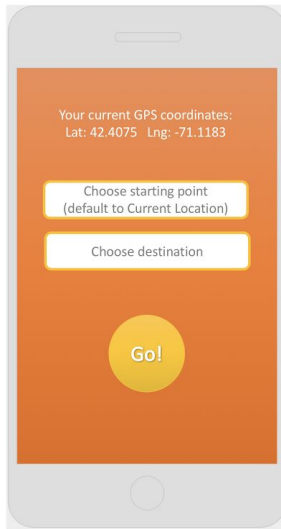 Your current GPS coordinates:
Lat: 42.4075   Lng: -71.1183
Choose starting point
(default to Current Location)
Choose destination
Go!